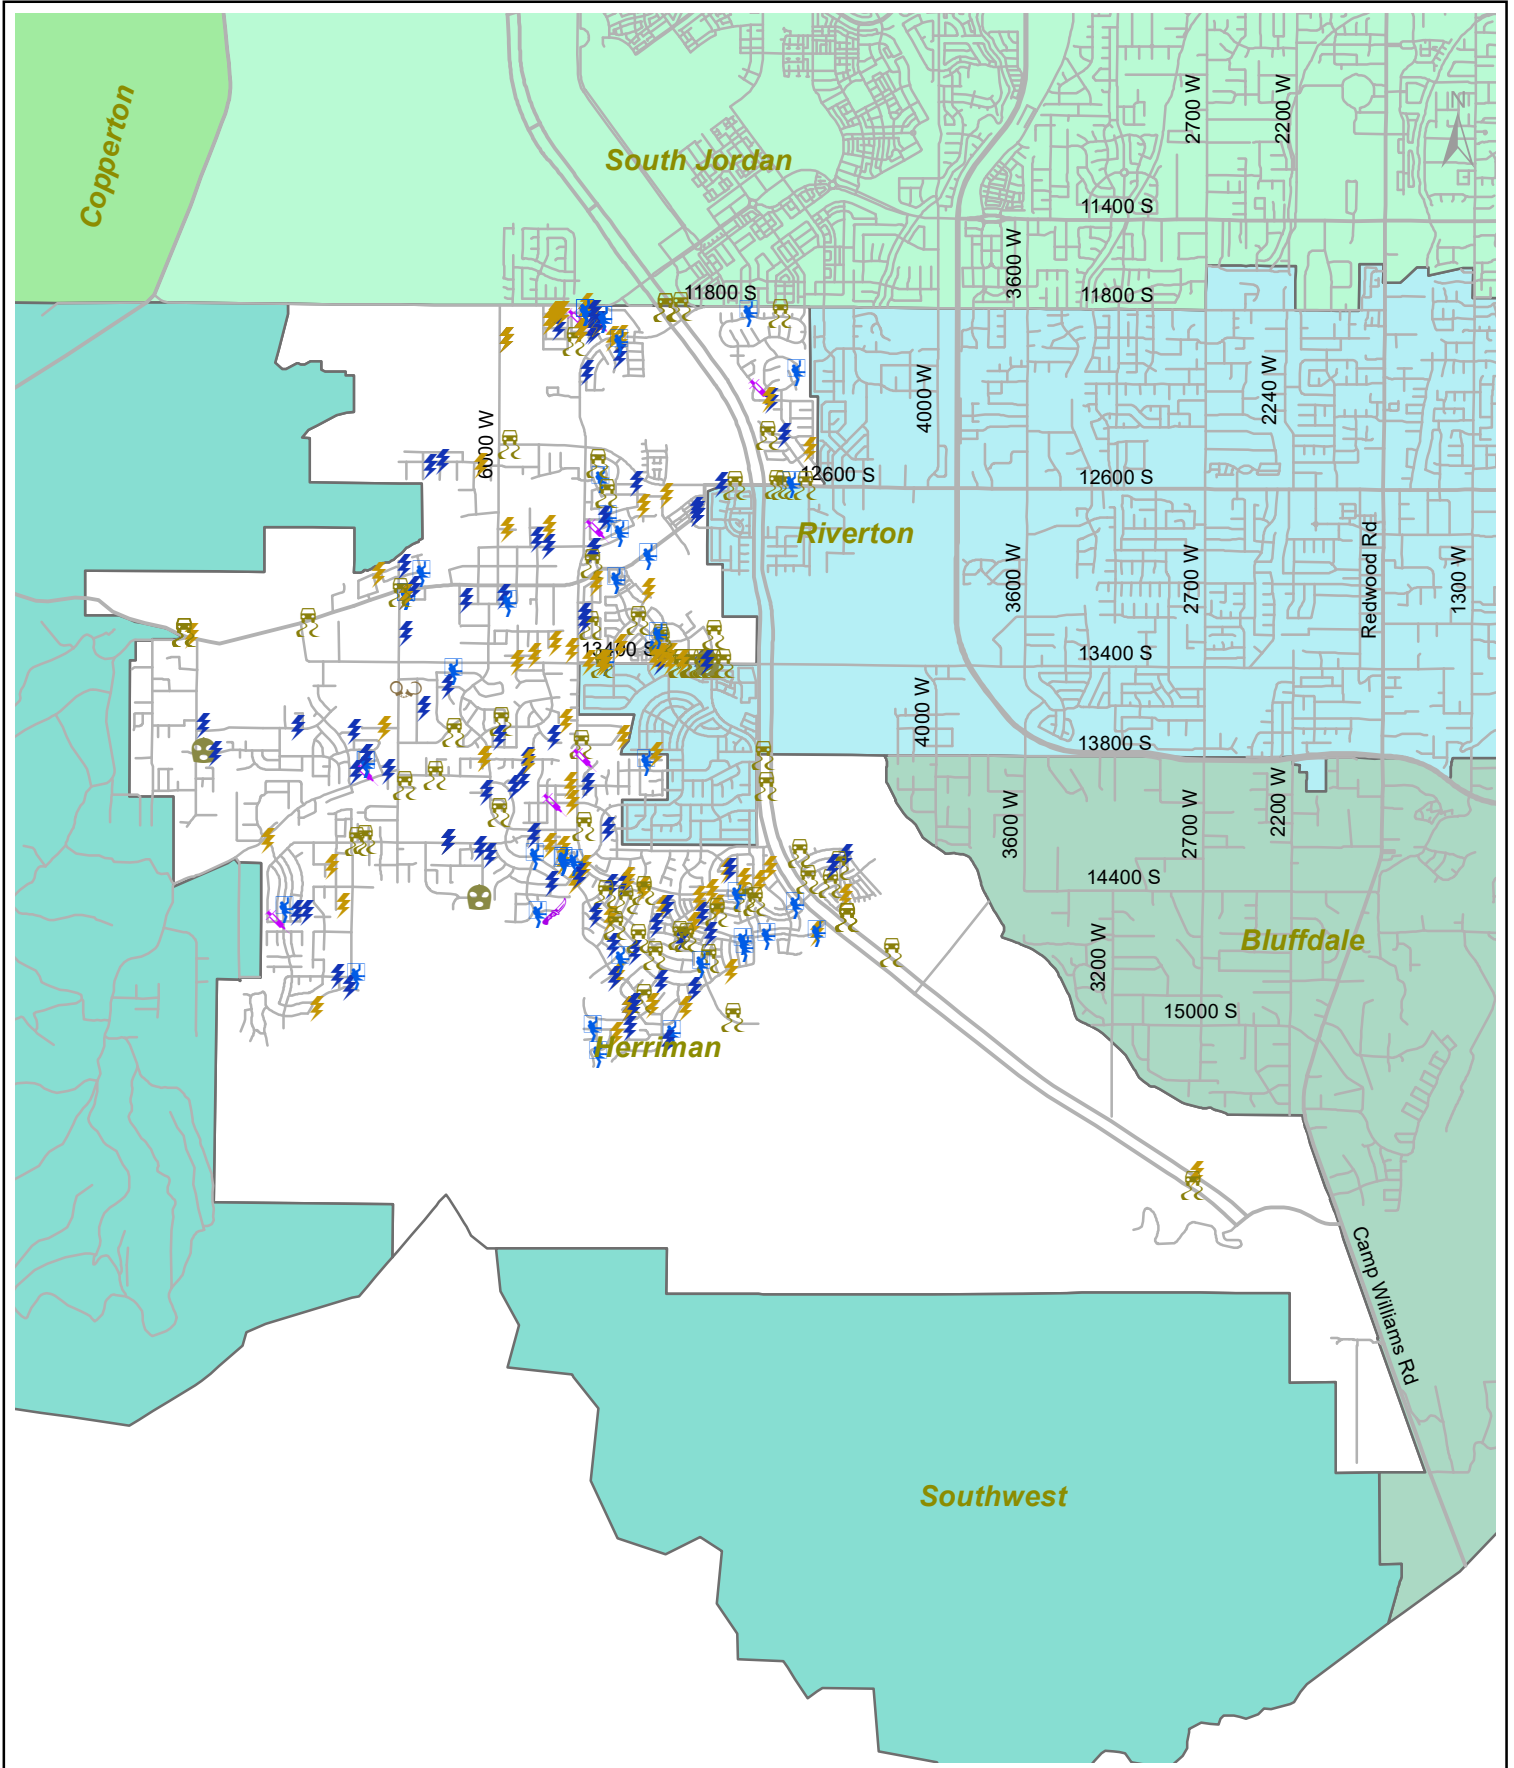 2700 W
2200 W
N
Copperton
South Jordan
11400 S
3600 W
11800 S
11800 S
4000 W
2240 W
6000 W
12600 S
12600 S
Riverton
Redwood Rd
3600 W
2700 W
1300 W
13400 S
13400 S
4000 W
13800 S
3600 W
2700 W
2200 W
14400 S
3200 W
Bluffdale
15000 S
Herriman
Camp Williams Rd
Southwest